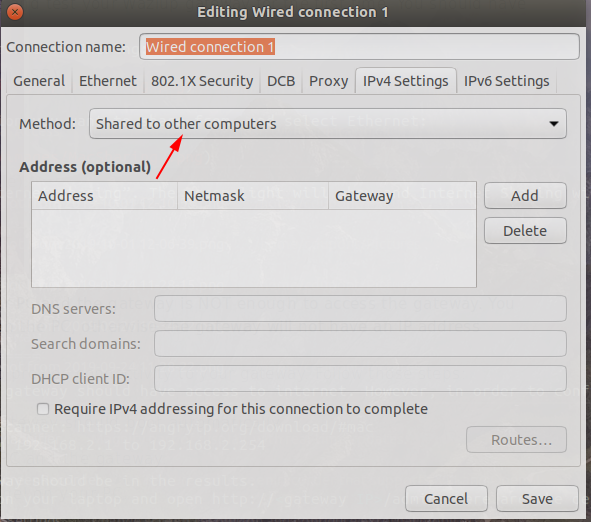 Editing Wired connection 1
Connection name: Wired connection 1
General Ethernet 802.1X Security DCB Proxy IPv4 Settings IPv6 Settings
Method: Shared to other computers
Address (optional)
Address Netmask Gateway Add
Delete
DNS servers:
Search domains:
DHCP client ID:
Require IPv4 addressing for this connection to complete
Routes...
Cancel Save